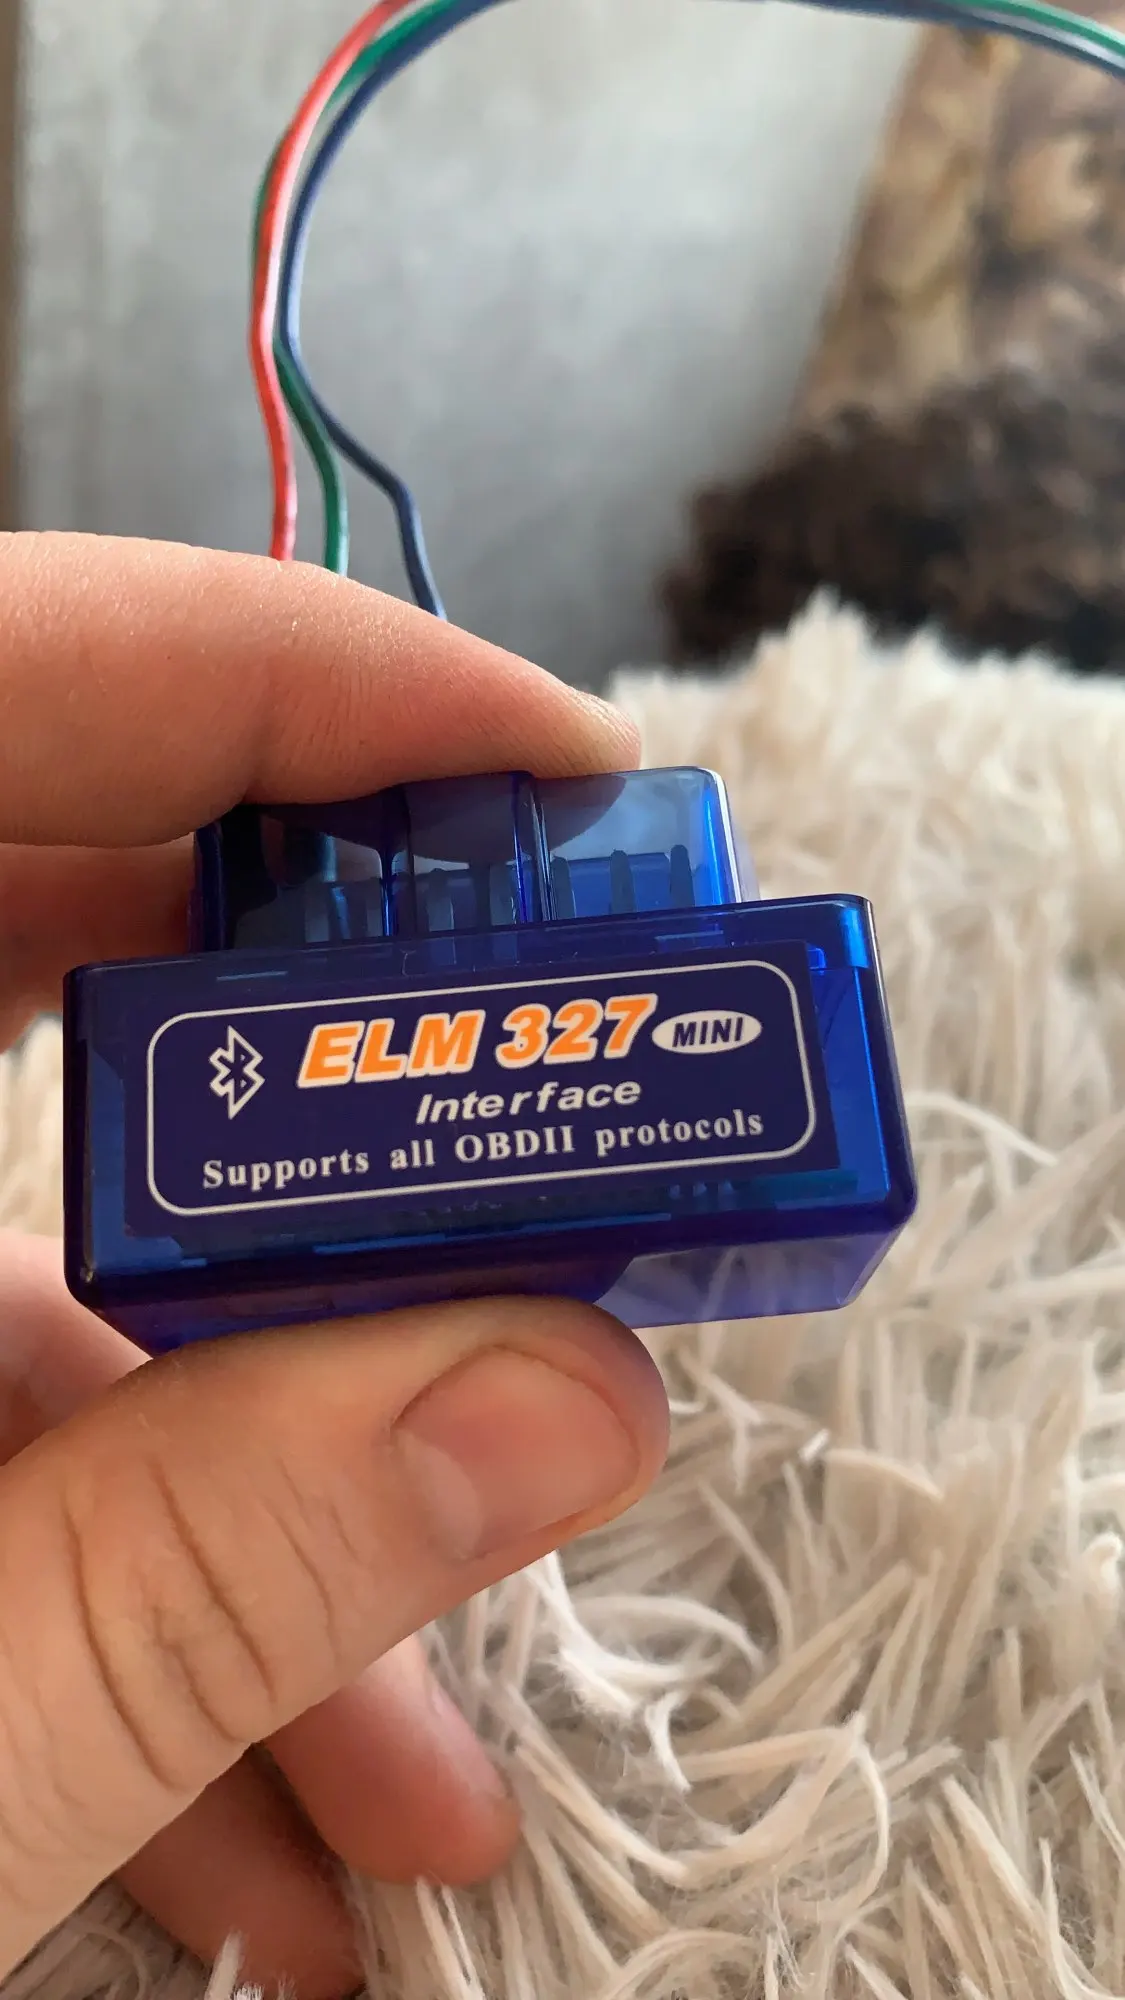 ELM 327 MINI
Interface
Supports all OBDII protocols